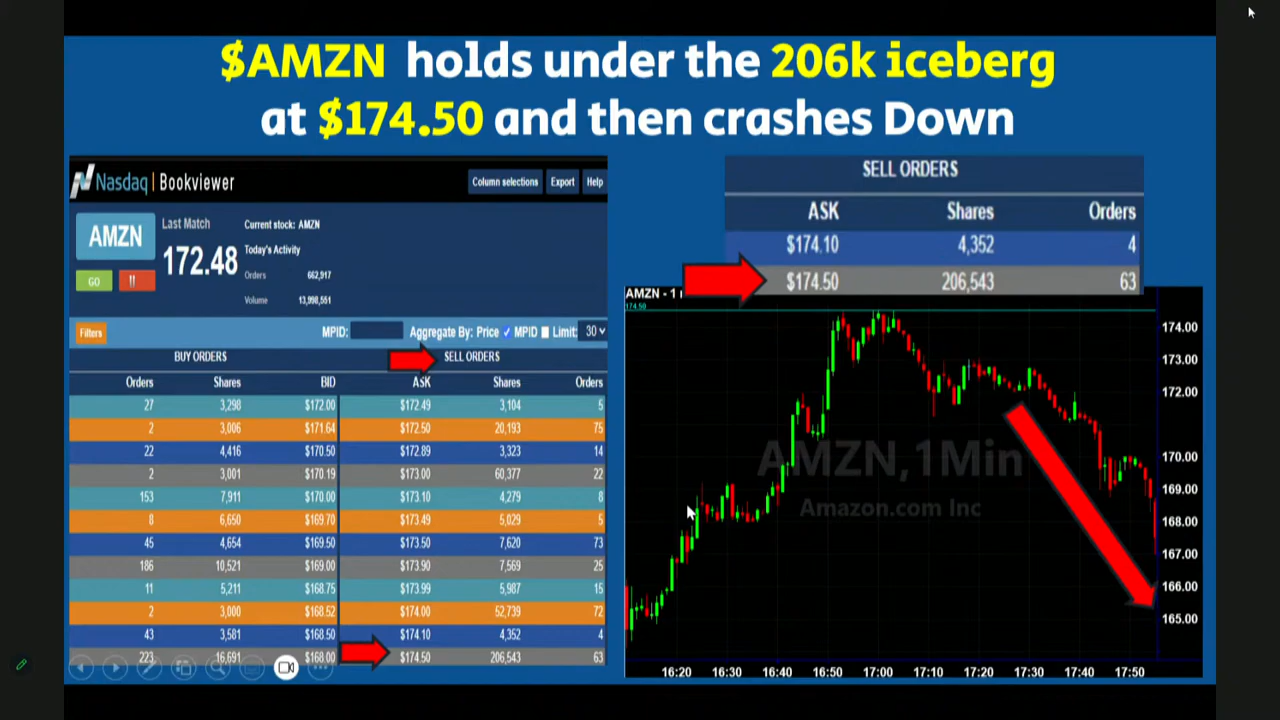 $AMZN holds under the 206k iceberg
at $174.50 and then crashes Down
Nasdaq | Bookviewer
Column selections Export Help
AMZN
GO
Last Match
172.48
Current stock: AMZN
Today's Activity
Orders 662,917
Volume 13,998,551
Filters MPID: Aggregate By: Price MPID Limit: 30
BUY ORDERS SELL ORDERS
Orders Shares BID ASK Shares Orders
27 3,298 $172.00 $172.49 3,104 5
2 3,006 $171.64 $172.50 20,193 75
22 4,416 $170.50 $172.89 3,323 14
2 3,001 $170.19 $173.00 60,377 22
153 7,911 $170.00 $173.10 4,279 8
8 6,650 $169.70 $173.49 5,029 5
45 4,654 $169.50 $173.50 7,620 73
186 10,521 $169.00 $173.90 7,569 25
11 5,211 $168.75 $173.99 5,987 15
2 3,000 $168.52 $174.00 52,739 72
43 3,581 $168.50 $174.10 4,352 4
223 16,691 $168.00 $174.50 206,543 63
SELL ORDERS
ASK Shares Orders
$174.10 4,352 4
$174.50 206,543 63
AMZN - 1
174.50
AMZN,1Min
Amazon.com Inc
174.00
173.00
172.00
170.00
169.00
168.00
167.00
166.00
165.00
16:20 16:30 16:40 16:50 17:00 17:10 17:20 17:30 17:40 17:50